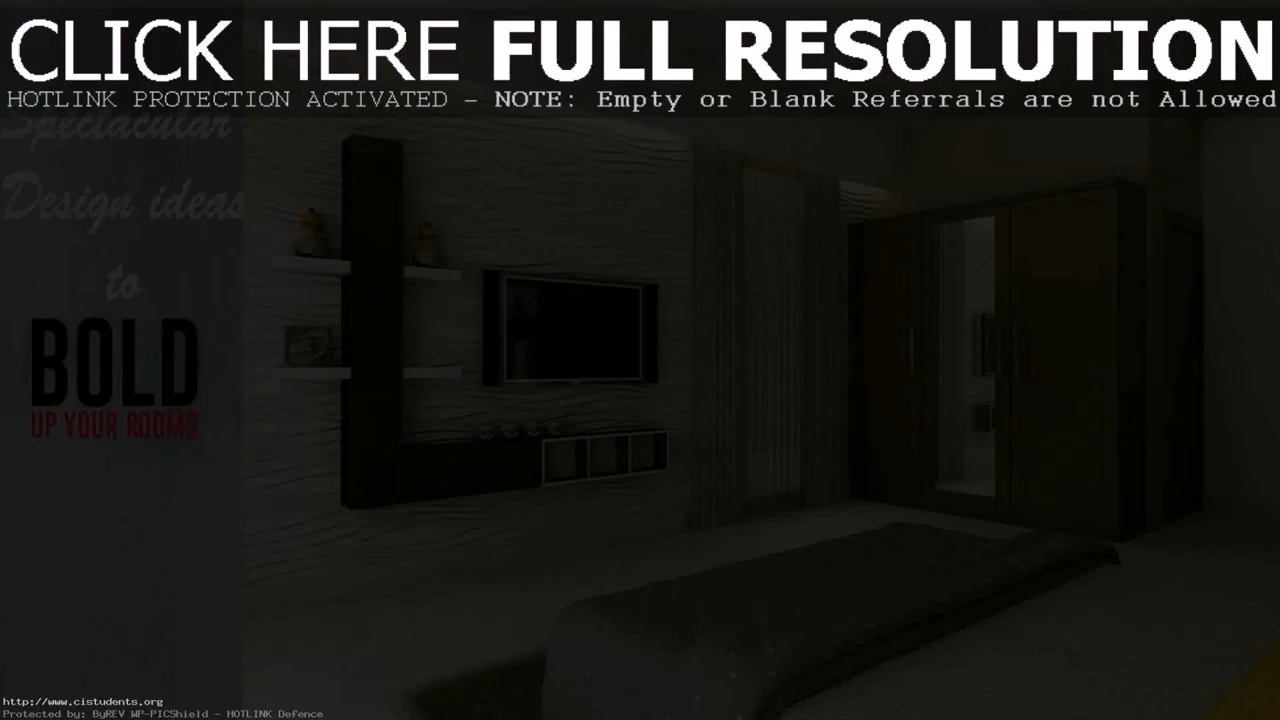 CLICK HERE FULL RESOLUTION
HOTLINK PROTECTION ACTIVATED – NOTE: Empty or Blank Referrals are not Allowed
Spectacular
Design ideas
to
BOLD
UP YOUR ROOMS
http://www.cistudents.org
Protected by: ByREV WP-PICShield - HOTLINK Defence